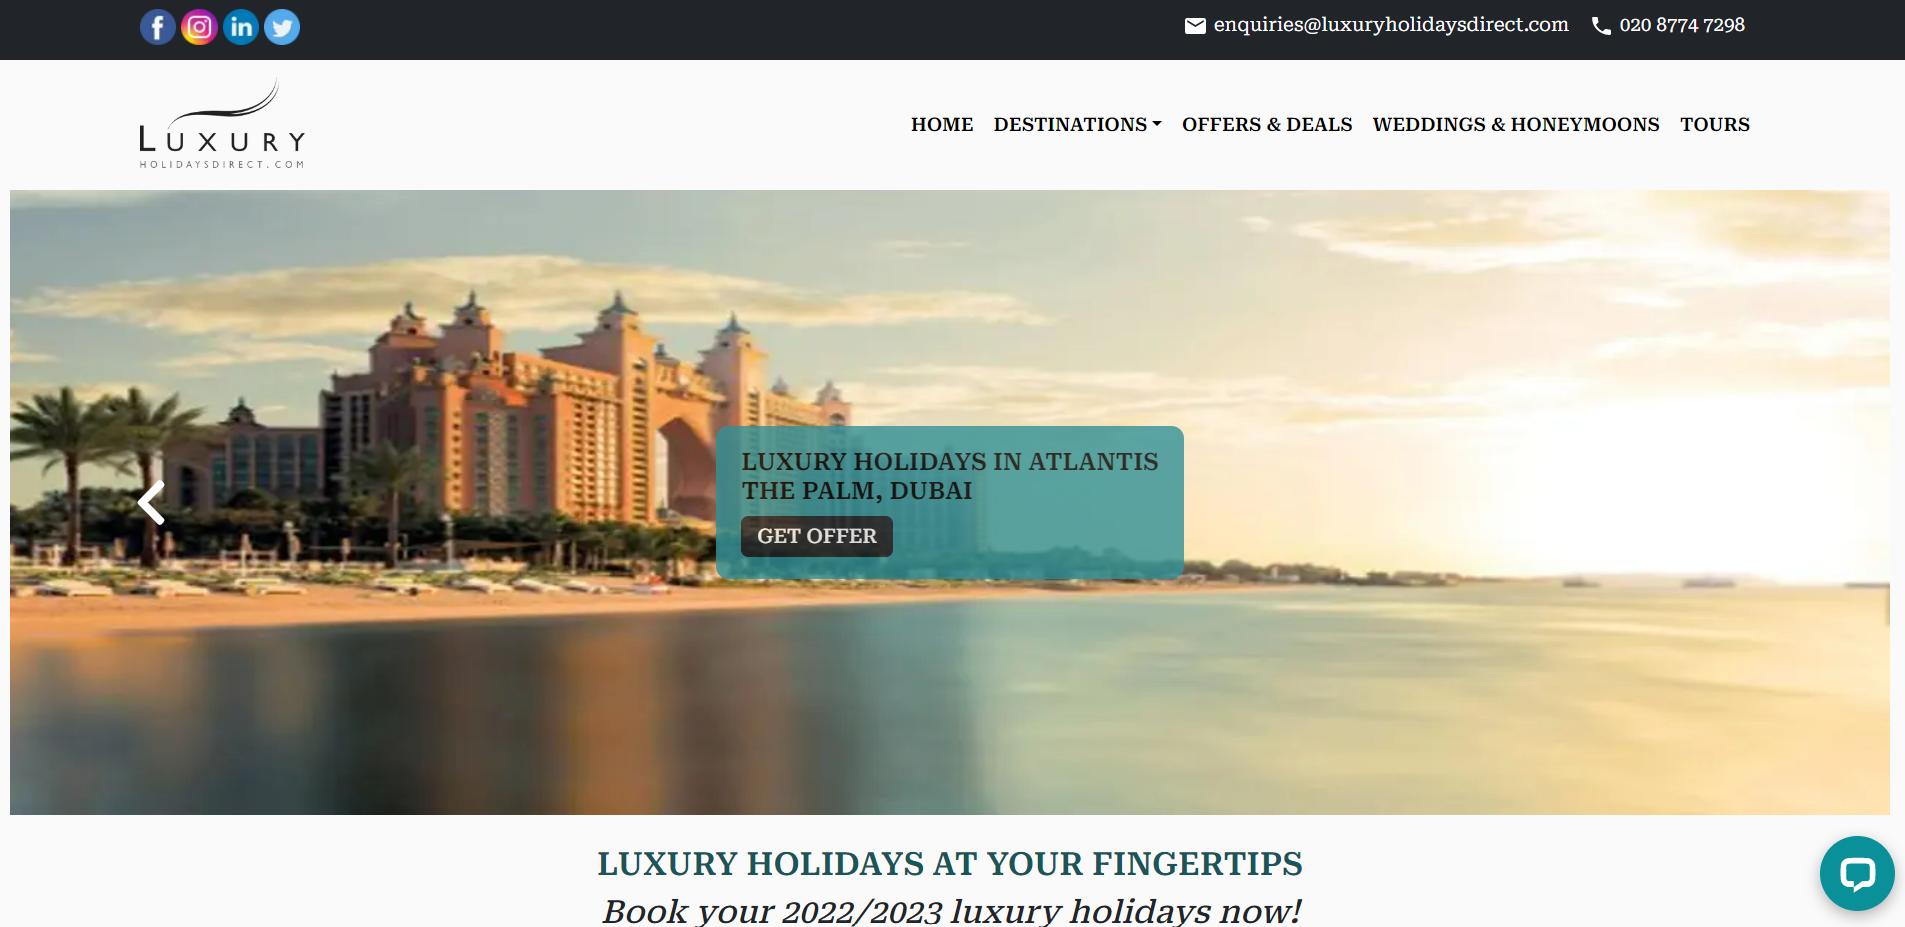 enquiries@luxuryholidaysdirect.com 020 8774 7298
LUXURY
HOLIDAYSDIRECT.COM
HOME DESTINATIONS OFFERS & DEALS WEDDINGS & HONEYMOONS TOURS
LUXURY HOLIDAYS IN ATLANTIS
THE PALM, DUBAI
GET OFFER
LUXURY HOLIDAYS AT YOUR FINGERTIPS
Book your 2022/2023 luxury holidays now!